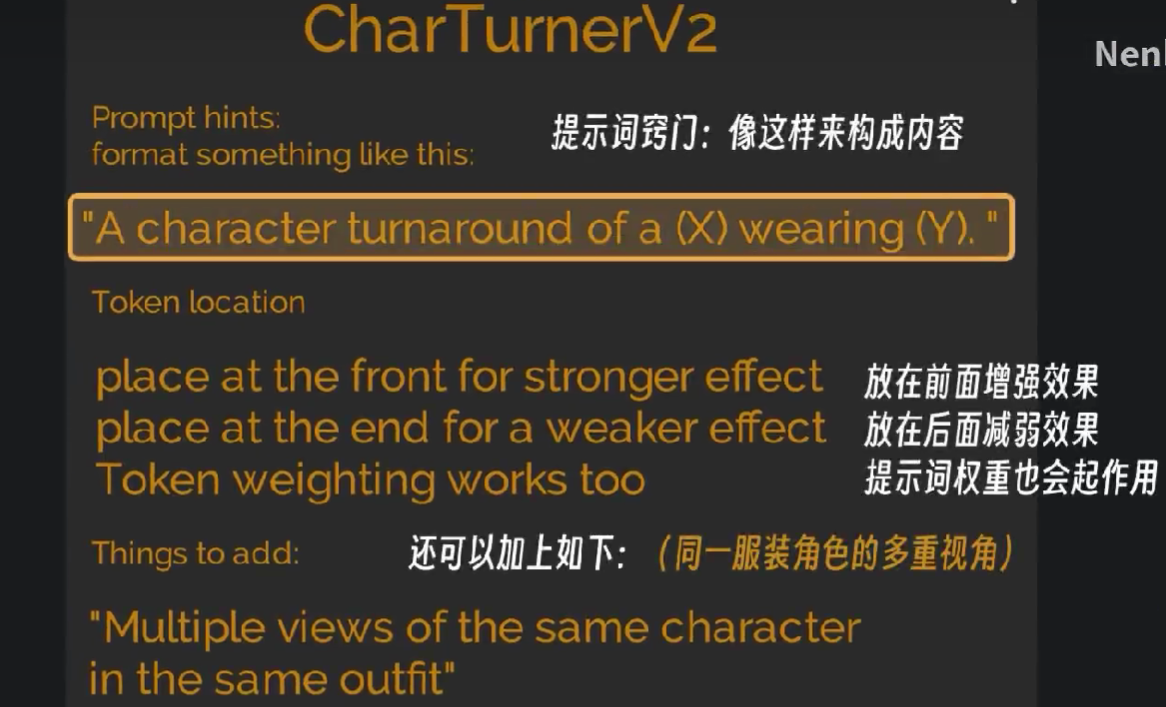 CharTurnerV2
Nen
Prompt hints:
format something like this:
提示词窍门：像这样来构成内容
"A character turnaround of a (X) wearing (Y). "
Token location
place at the front for stronger effect
放在前面增强效果
place at the end for a weaker effect
放在后面减弱效果
Token weighting works too
提示词权重也会起作用
Things to add:
还可以加上如下：（同一服装角色的多重视角）
"Multiple views of the same character
in the same outfit"